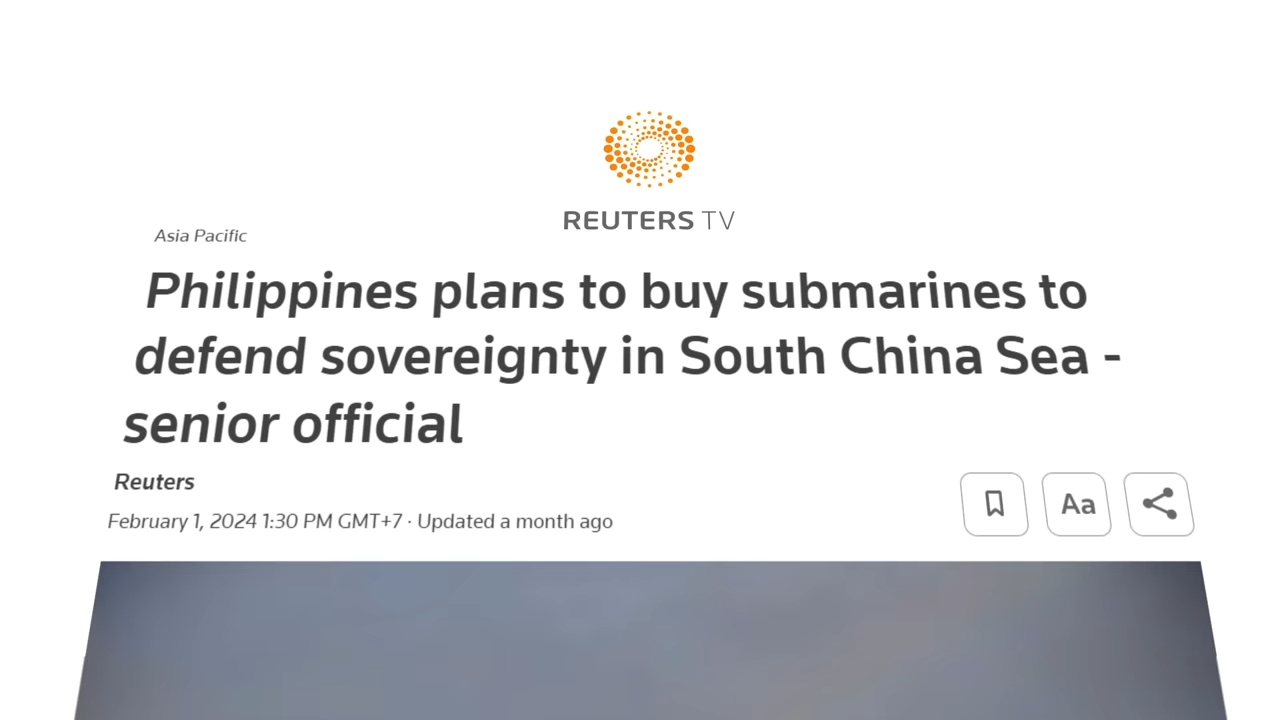 REUTERS TV
Asia Pacific
Philippines plans to buy submarines to
defend sovereignty in South China Sea -
senior official
Reuters
February 1, 2024 1:30 PM GMT+7 · Updated a month ago
Aa